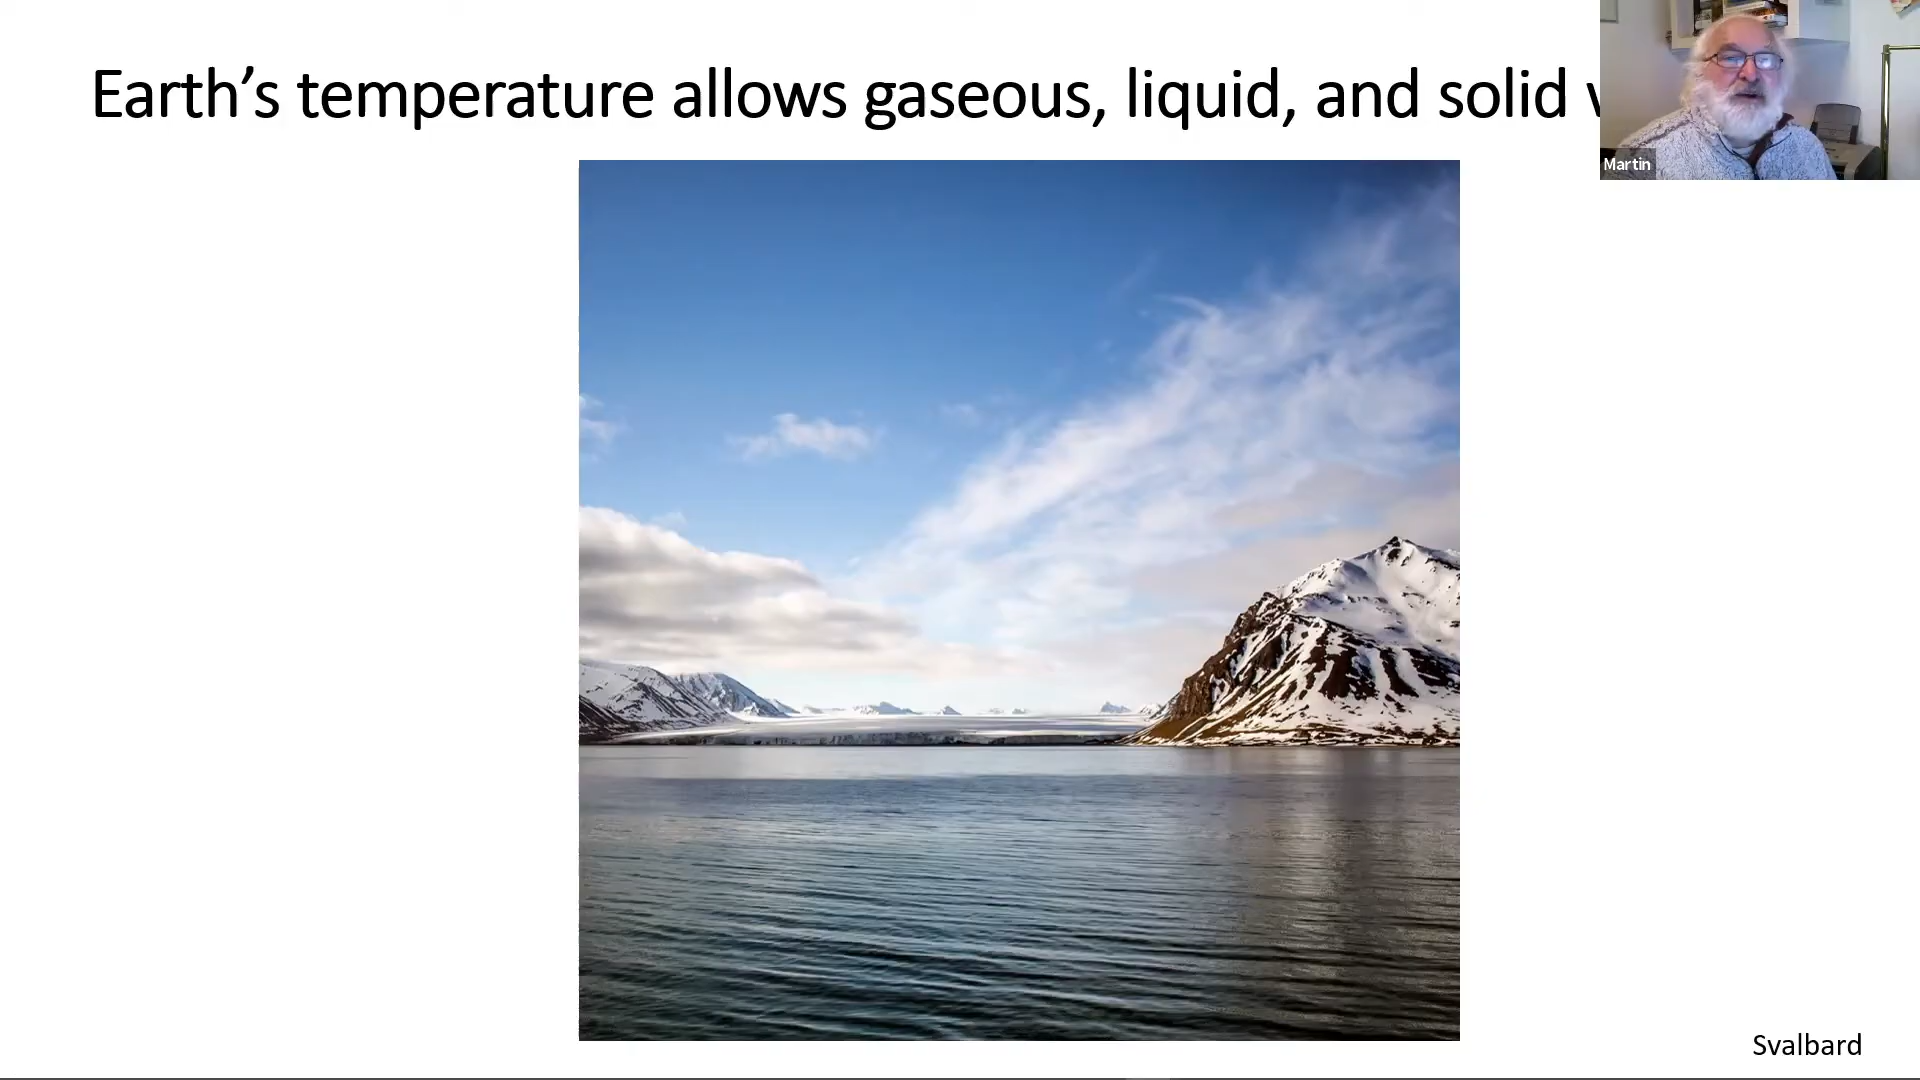 Earth’s temperature allows gaseous, liquid, and solid
Martin
Svalbard